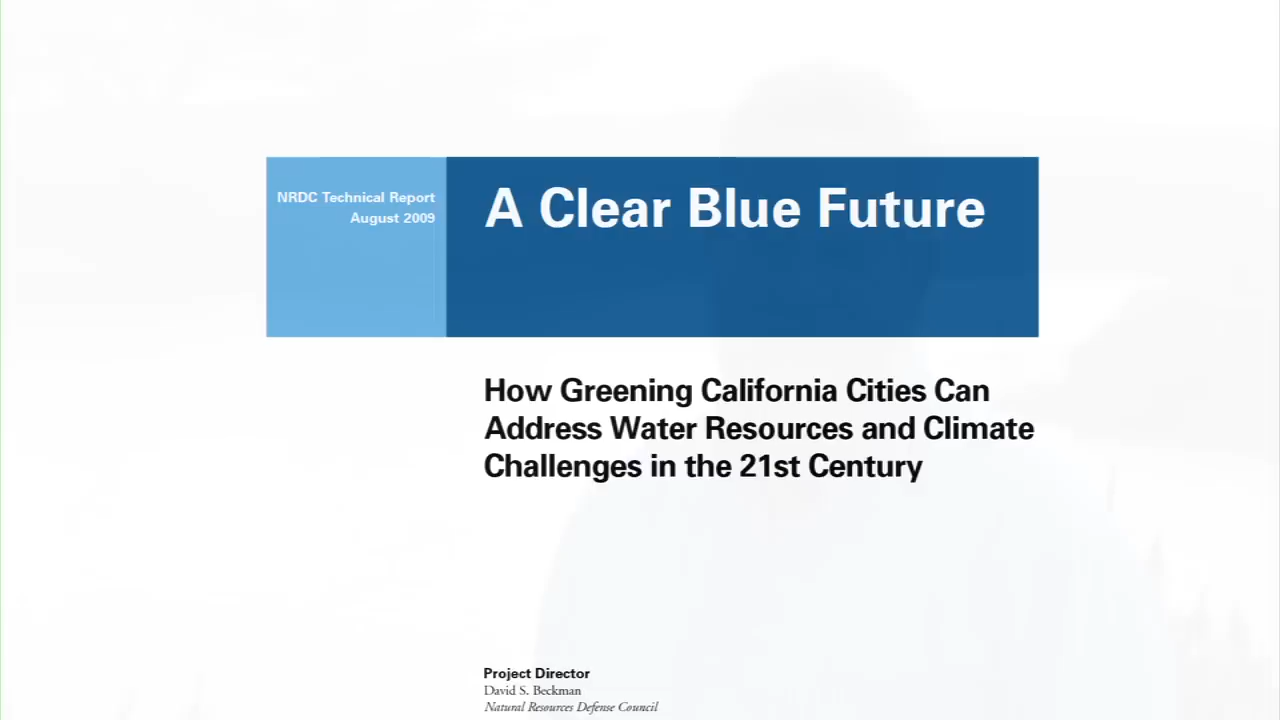 NRDC Technical Report
August 2009
A Clear Blue Future
How Greening California Cities Can
Address Water Resources and Climate
Challenges in the 21st Century
Project Director
David S. Beckman
Natural Resources Defense Council